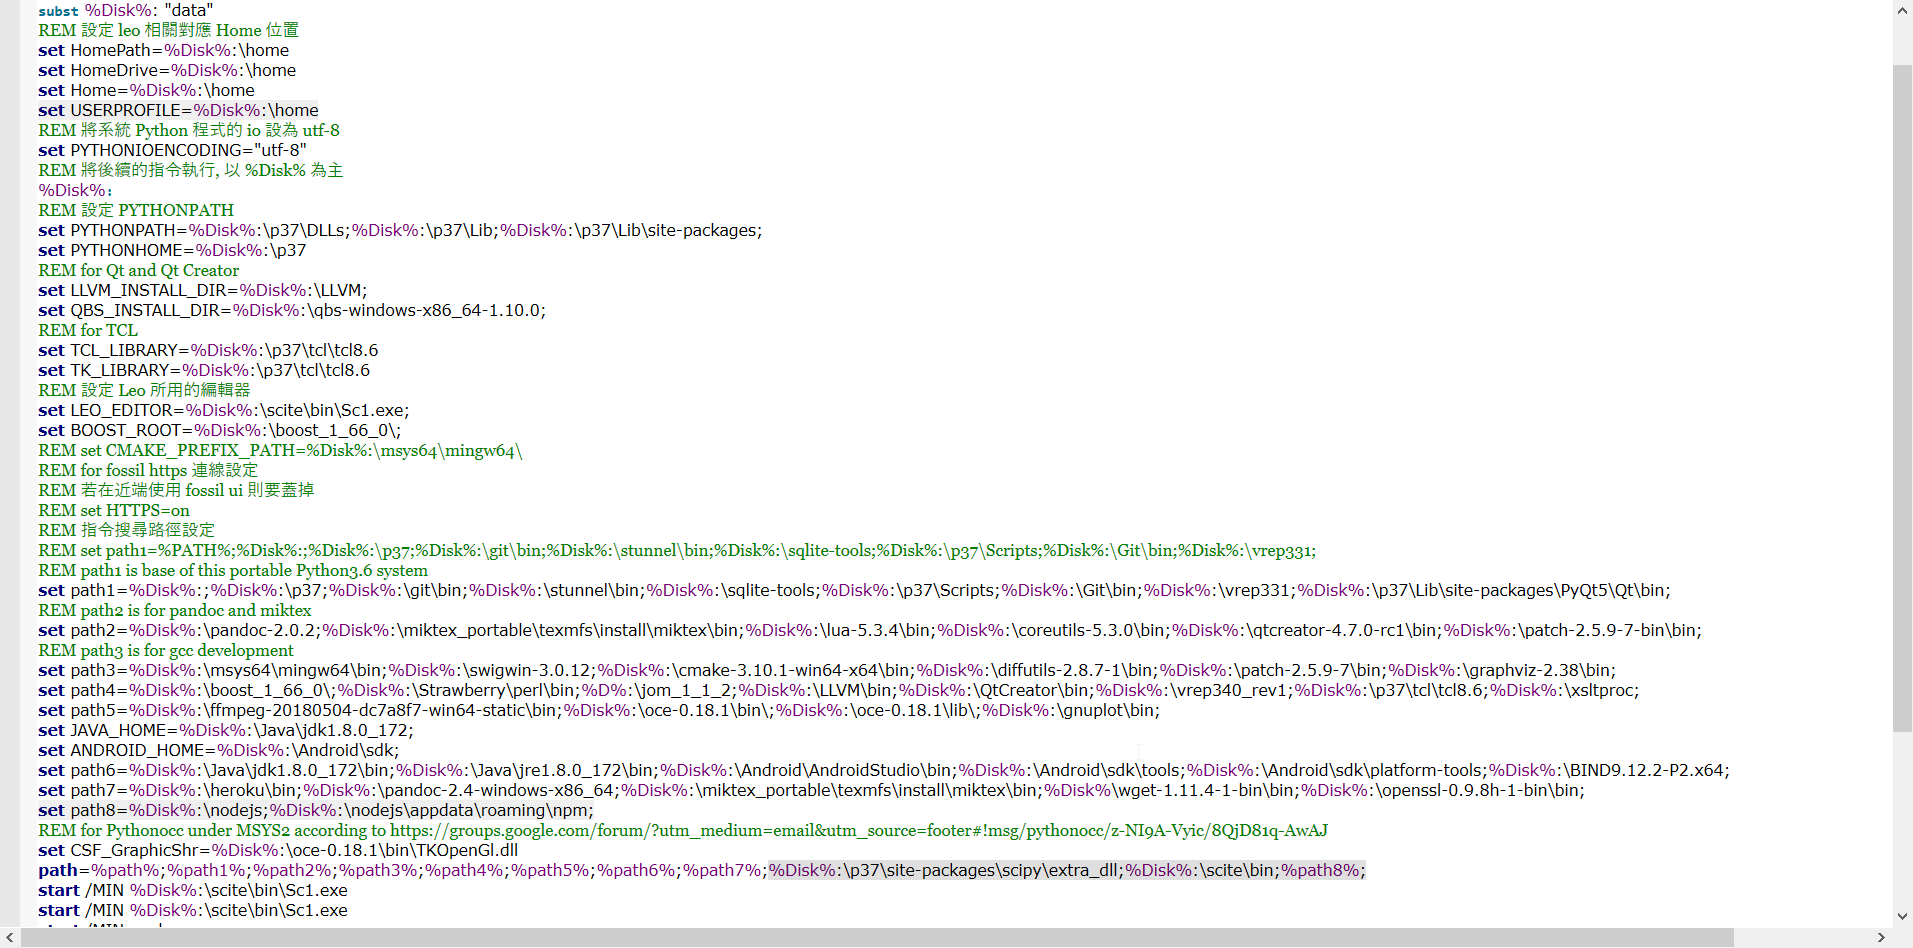 subst %Disk%: "data"
REM 設定 leo 相關對應 Home 位置
set HomePath=%Disk%:\home
set HomeDrive=%Disk%:\home
set Home=%Disk%:\home
set USERPROFILE=%Disk%:\home
REM 將系統 Python 程式的 io 設為 utf-8
set PYTHONIOENCODING="utf-8"
REM 將後續的指令執行, 以 %Disk% 為主
%Disk%:
REM 設定 PYTHONPATH
set PYTHONPATH=%Disk%:\p37\DLLs;%Disk%:\p37\Lib;%Disk%:\p37\Lib\site-packages;
set PYTHONHOME=%Disk%:\p37
REM for Qt and Qt Creator
set LLVM_INSTALL_DIR=%Disk%:\LLVM;
set QBS_INSTALL_DIR=%Disk%:\qbs-windows-x86_64-1.10.0;
REM for TCL
set TCL_LIBRARY=%Disk%:\p37\tcl\tcl8.6
set TK_LIBRARY=%Disk%:\p37\tcl\tcl8.6
REM 設定 Leo 所用的編輯器
set LEO_EDITOR=%Disk%:\scite\bin\Sc1.exe;
set BOOST_ROOT=%Disk%:\boost_1_66_0\;
REM set CMAKE_PREFIX_PATH=%Disk%:\msys64\mingw64\
REM for fossil https 連線設定
REM 若在近端使用 fossil ui 則要蓋掉
REM set HTTPS=on
REM 指令搜尋路徑設定
REM set path1=%PATH%;%Disk%:;%Disk%:\p37;%Disk%:\git\bin;%Disk%:\stunnel\bin;%Disk%:\sqlite-tools;%Disk%:\p37\Scripts;%Disk%:\Git\bin;%Disk%:\vrep331;
REM path1 is base of this portable Python3.6 system
set path1=%Disk%:;%Disk%:\p37;%Disk%:\git\bin;%Disk%:\stunnel\bin;%Disk%:\sqlite-tools;%Disk%:\p37\Scripts;%Disk%:\Git\bin;%Disk%:\vrep331;%Disk%:\p37\Lib\site-packages\PyQt5\Qt\bin;
REM path2 is for pandoc and miktex
set path2=%Disk%:\pandoc-2.0.2;%Disk%:\miktex_portable\texmfs\install\miktex\bin;%Disk%:\lua-5.3.4\bin;%Disk%:\coreutils-5.3.0\bin;%Disk%:\qtcreator-4.7.0-rc1\bin;%Disk%:\patch-2.5.9-7-bin\bin;
REM path3 is for gcc development
set path3=%Disk%:\msys64\mingw64\bin;%Disk%:\swigwin-3.0.12;%Disk%:\cmake-3.10.1-win64-x64\bin;%Disk%:\diffutils-2.8.7-1\bin;%Disk%:\patch-2.5.9-7\bin;%Disk%:\graphviz-2.38\bin;
set path4=%Disk%:\boost_1_66_0\;%Disk%:\Strawberry\perl\bin;%D%:\jom_1_1_2;%Disk%:\LLVM\bin;%Disk%:\QtCreator\bin;%Disk%:\vrep340_rev1;%Disk%:\p37\tcl\tcl8.6;%Disk%:\xsltproc;
set path5=%Disk%:\ffmpeg-20180504-dc7a8f7-win64-static\bin;%Disk%:\oce-0.18.1\bin\;%Disk%:\oce-0.18.1\lib\;%Disk%:\gnuplot\bin;
set JAVA_HOME=%Disk%:\Java\jdk1.8.0_172;
set ANDROID_HOME=%Disk%:\Android\sdk;
set path6=%Disk%:\Java\jdk1.8.0_172\bin;%Disk%:\Java\jre1.8.0_172\bin;%Disk%:\Android\AndroidStudio\bin;%Disk%:\Android\sdk\tools;%Disk%:\Android\sdk\platform-tools;%Disk%:\BIND9.12.2-P2.x64;
set path7=%Disk%:\heroku\bin;%Disk%:\pandoc-2.4-windows-x86_64;%Disk%:\miktex_portable\texmfs\install\miktex\bin;%Disk%\wget-1.11.4-1-bin\bin;%Disk%:\openssl-0.9.8h-1-bin\bin;
set path8=%Disk%:\nodejs;%Disk%:\nodejs\appdata\roaming\npm;
REM for Pythonocc under MSYS2 according to https://groups.google.com/forum/?utm_medium=email&utm_source=footer#!msg/pythonocc/z-NI9A-Vyic/8QjD81q-AwAJ
set CSF_GraphicShr=%Disk%:\oce-0.18.1\bin\TKOpenGl.dll
path=%path%;%path1%;%path2%;%path3%;%path4%;%path5%;%path6%;%path7%;%Disk%:\p37\site-packages\scipy\extra_dll;%Disk%:\scite\bin;%path8%;
start /MIN %Disk%:\scite\bin\Sc1.exe
start /MIN %Disk%:\scite\bin\Sc1.exe